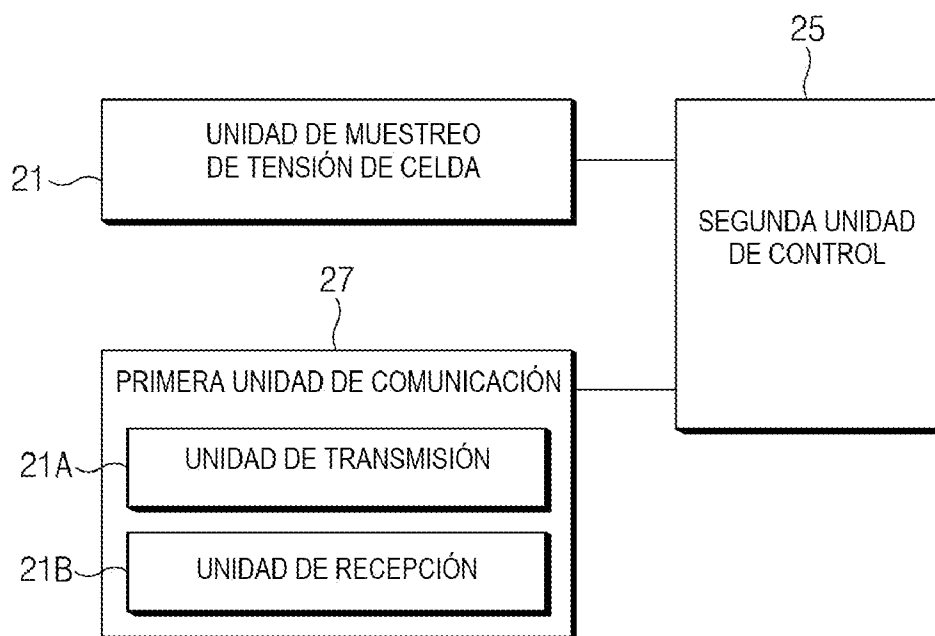 25
UNIDAD DE MUESTREO
DE TENSIÓN DE CELDA
21
SEGUNDA UNIDAD
DE CONTROL
27
PRIMERA UNIDAD DE COMUNICACIÓN
21A
UNIDAD DE TRANSMISIÓN
21B
UNIDAD DE RECEPCIÓN